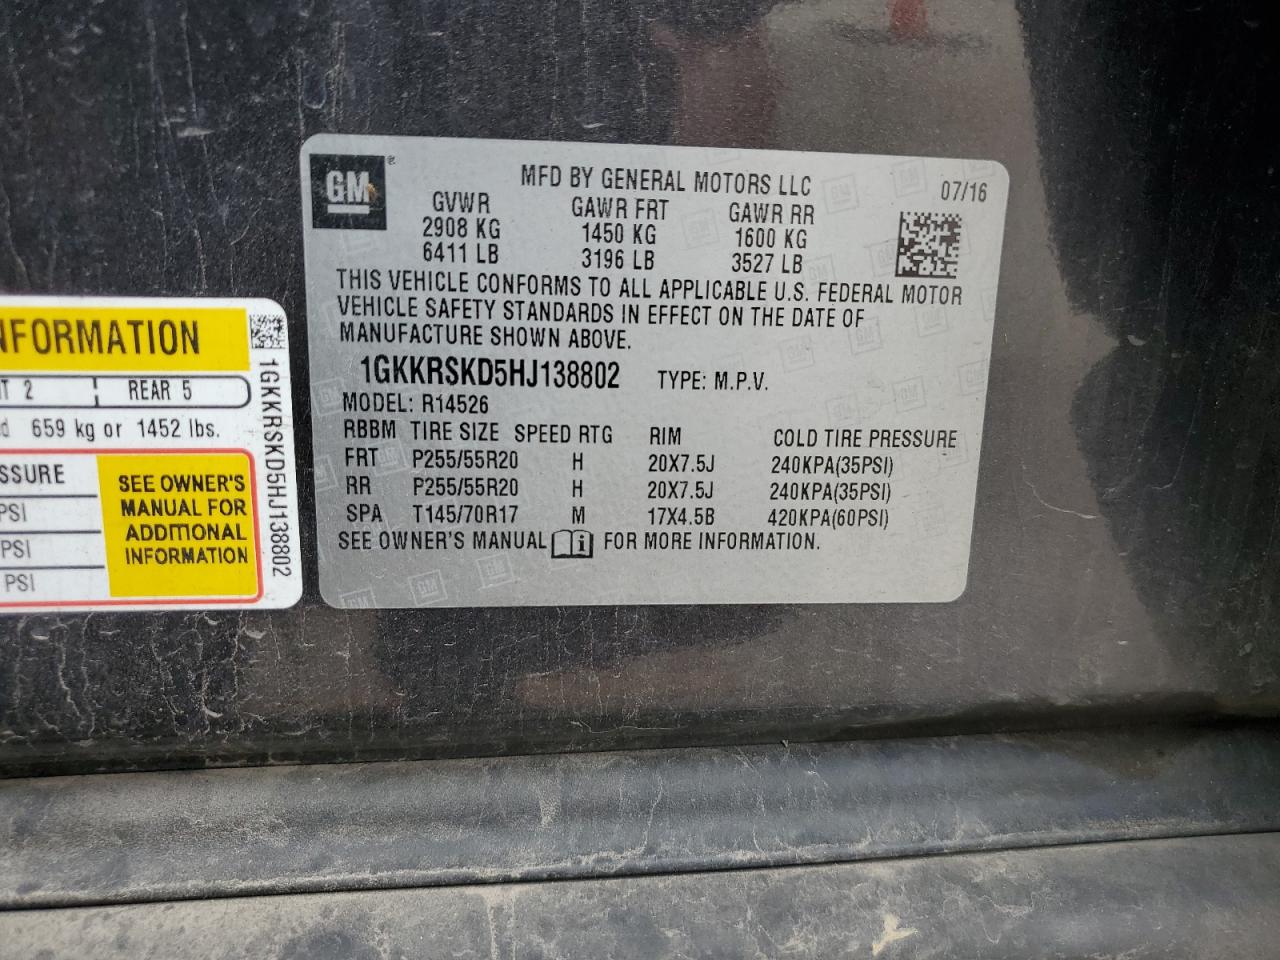 GM
®
MFD BY GENERAL MOTORS LLC
07/16
GVWR GAWR FRT GAWR RR
2908 KG 1450 KG 1600 KG
6411 LB 3196 LB 3527 LB
THIS VEHICLE CONFORMS TO ALL APPLICABLE U.S. FEDERAL MOTOR
VEHICLE SAFETY STANDARDS IN EFFECT ON THE DATE OF
MANUFACTURE SHOWN ABOVE.
1GKKRSKD5HJ138802 TYPE: M.P.V.
MODEL: R14526
RBBM TIRE SIZE SPEED RTG RIM COLD TIRE PRESSURE
FRT P255/55R20 H 20X7.5J 240KPA(35PSI)
RR P255/55R20 H 20X7.5J 240KPA(35PSI)
SPA T145/70R17 M 17X4.5B 420KPA(60PSI)
SEE OWNER'S MANUAL i FOR MORE INFORMATION.
NFORMATION
2 REAR 5
659 kg or 1452 lbs.
SSURE
PSI
PSI
PSI
SEE OWNER'S
MANUAL FOR
ADDITIONAL
INFORMATION
1GKKRSKD5HJ138802